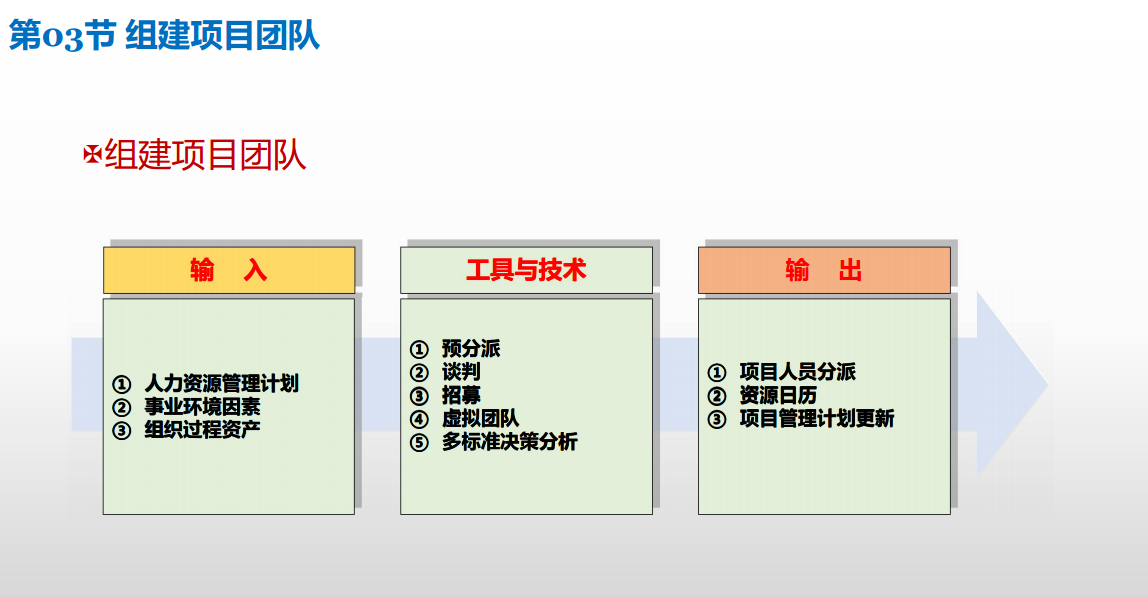 第03节 组建项目团队
✠组建项目团队
输 入
① 人力资源管理计划
② 事业环境因素
③ 组织过程资产
工具与技术
① 预分派
② 谈判
③ 招募
④ 虚拟团队
⑤ 多标准决策分析
输 出
① 项目人员分派
② 资源日历
③ 项目管理计划更新